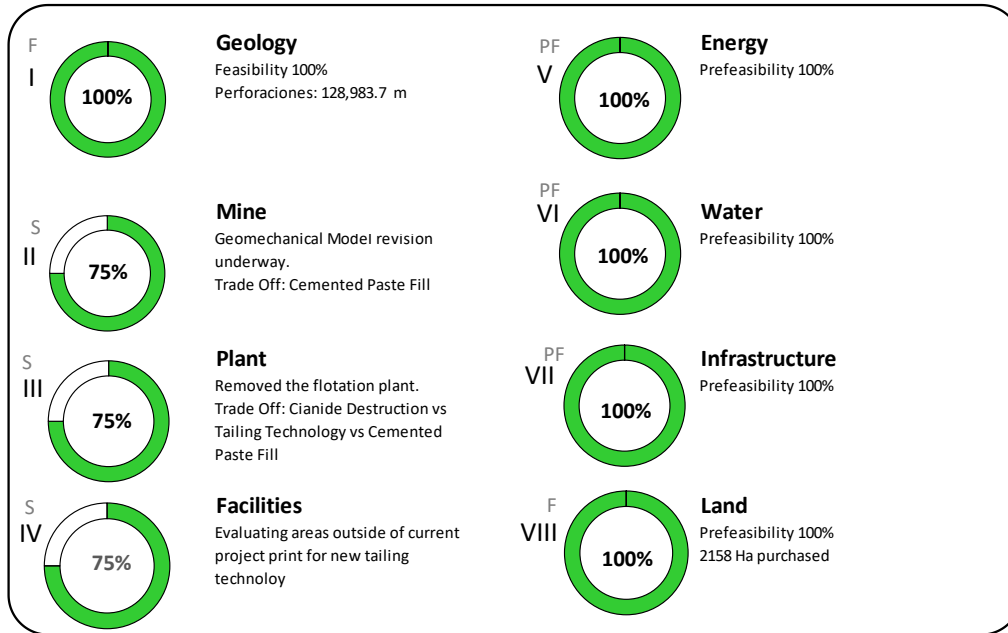 F
I
100%
Geology
Feasibility 100%
Perforaciones: 128,983.7 m
S
II
75%
Mine
Geomechanical Model revision
underway.
Trade Off: Cemented Paste Fill
S
III
75%
Plant
Removed the flotation plant.
Trade Off: Cianide Destruction vs
Tailing Technology vs Cemented
Paste Fill
S
IV
75%
Facilities
Evaluating areas outside of current
project print for new tailing
technoloy
PF
V
100%
Energy
Prefeasibility 100%
PF
VI
100%
Water
Prefeasibility 100%
PF
VII
100%
Infrastructure
Prefeasibility 100%
F
VIII
100%
Land
Prefeasibility 100%
2158 Ha purchased